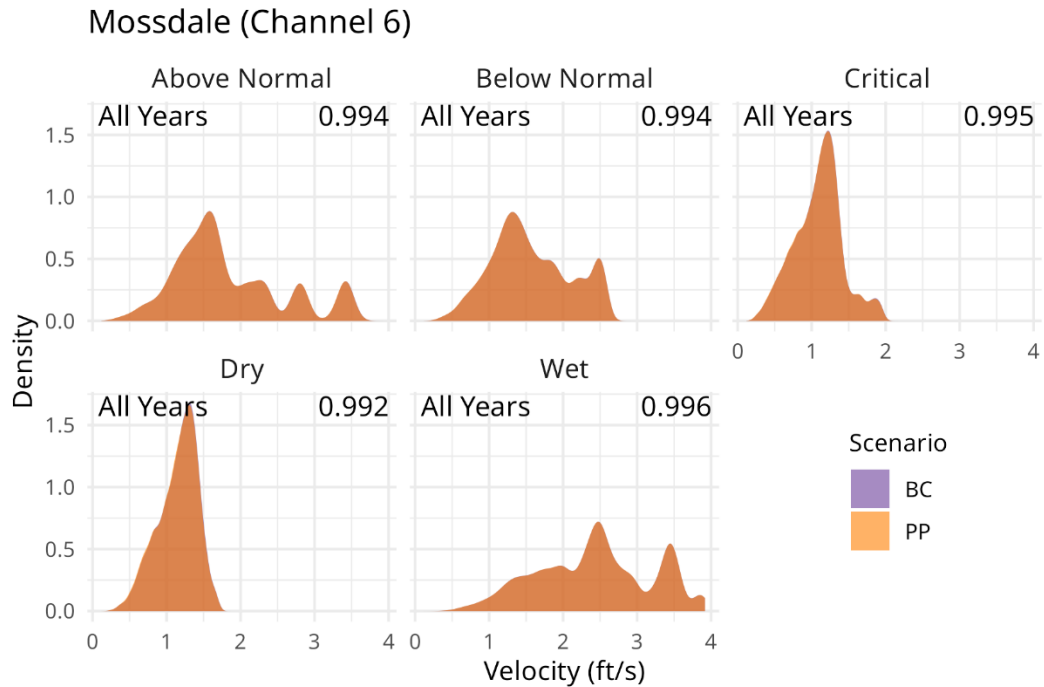 Mossdale (Channel 6)
Above Normal
Below Normal
Critical
All Years 0.994
All Years 0.994
All Years 0.995
1.5
1.0
0.5
0.0
0 1 2 3 4
Density
Dry
Wet
All Years 0.992
All Years 0.996
1.5
1.0
0.5
0.0
0 1 2 3 4
0 1 2 3 4
Velocity (ft/s)
Scenario
BC
PP